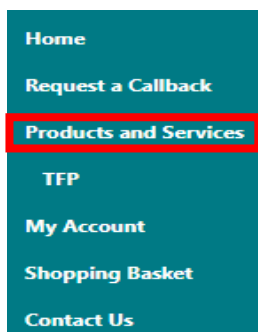 Home
Request a Callback
Products and Services
TFP
My Account
Shopping Basket
Contact Us